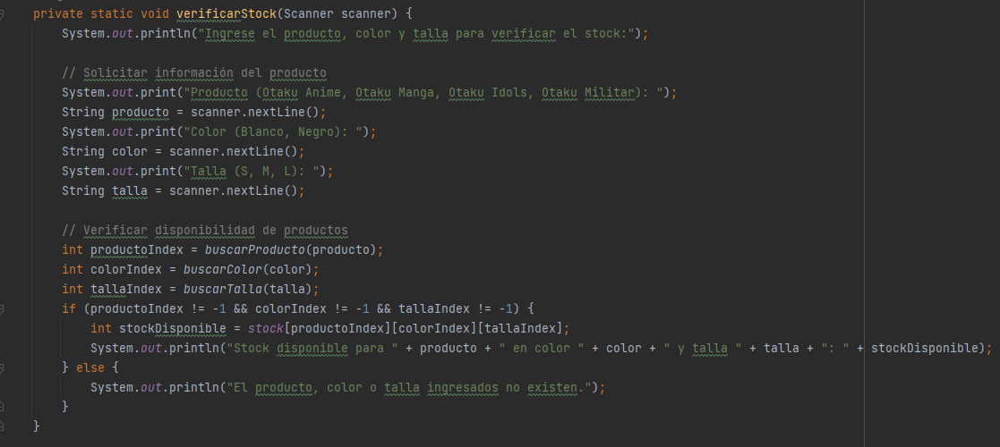 private static void verificarStock(Scanner scanner) {
    System.out.println("Ingrese el producto, color y talla para verificar el stock:");

    // Solicitar información del producto
    System.out.print("Producto (Otaku Anime, Otaku Manga, Otaku Idols, Otaku Militar): ");
    String producto = scanner.nextLine();
    System.out.print("Color (Blanco, Negro): ");
    String color = scanner.nextLine();
    System.out.print("Talla (S, M, L): ");
    String talla = scanner.nextLine();

    // Verificar disponibilidad de productos
    int productoIndex = buscarProducto(producto);
    int colorIndex = buscarColor(color);
    int tallaIndex = buscarTalla(talla);
    if (productoIndex != -1 && colorIndex != -1 && tallaIndex != -1) {
        int stockDisponible = stock[productoIndex][colorIndex][tallaIndex];
        System.out.println("Stock disponible para " + producto + " en color " + color + " y talla " + talla + ": " + stockDisponible);
    } else {
        System.out.println("El producto, color o talla ingresados no existen.");
    }
}